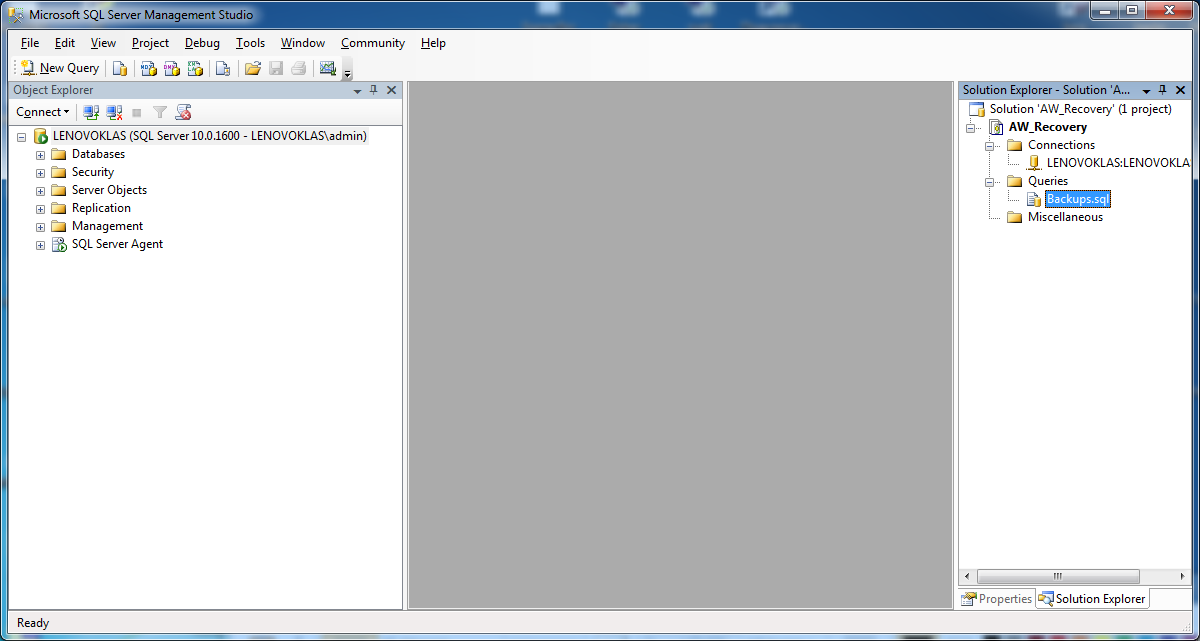 Microsoft SQL Server Management Studio
File Edit View Project Debug Tools Window Community Help
New Query
Object Explorer
Connect
LENOVOKLAS (SQL Server 10.0.1600 - LENOVOKLAS\admin)
Databases
Security
Server Objects
Replication
Management
SQL Server Agent
Solution Explorer - Solution 'A...
Solution 'AW_Recovery' (1 project)
AW_Recovery
Connections
LENOVOKLAS:LENOVOKLA
Queries
Backups.sql
Miscellaneous
Properties
Solution Explorer
Ready